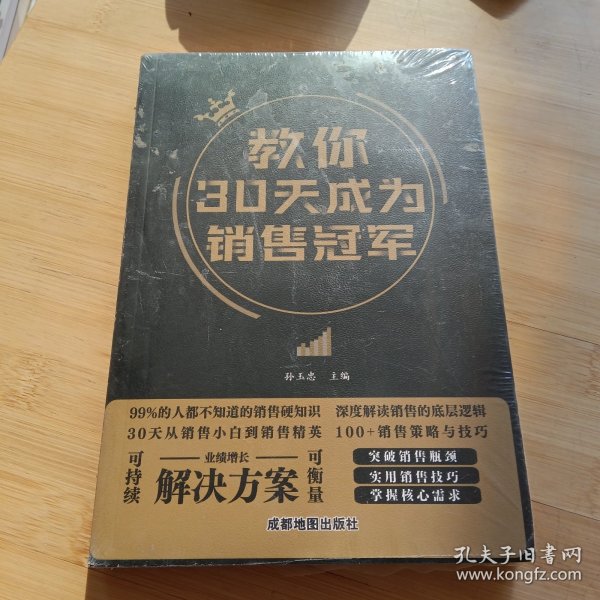 教你
30天成为
销售冠军
孙玉忠 主编
99%的人都不知道的销售硬知识 深度解读销售的底层逻辑
30天从销售小白到销售精英 100+销售策略与技巧
可持续 业绩增长 解决方案 可衡量
突破销售瓶颈
实用销售技巧
掌握核心需求
成都地图出版社
孔夫子旧书网
www.kongfz.com